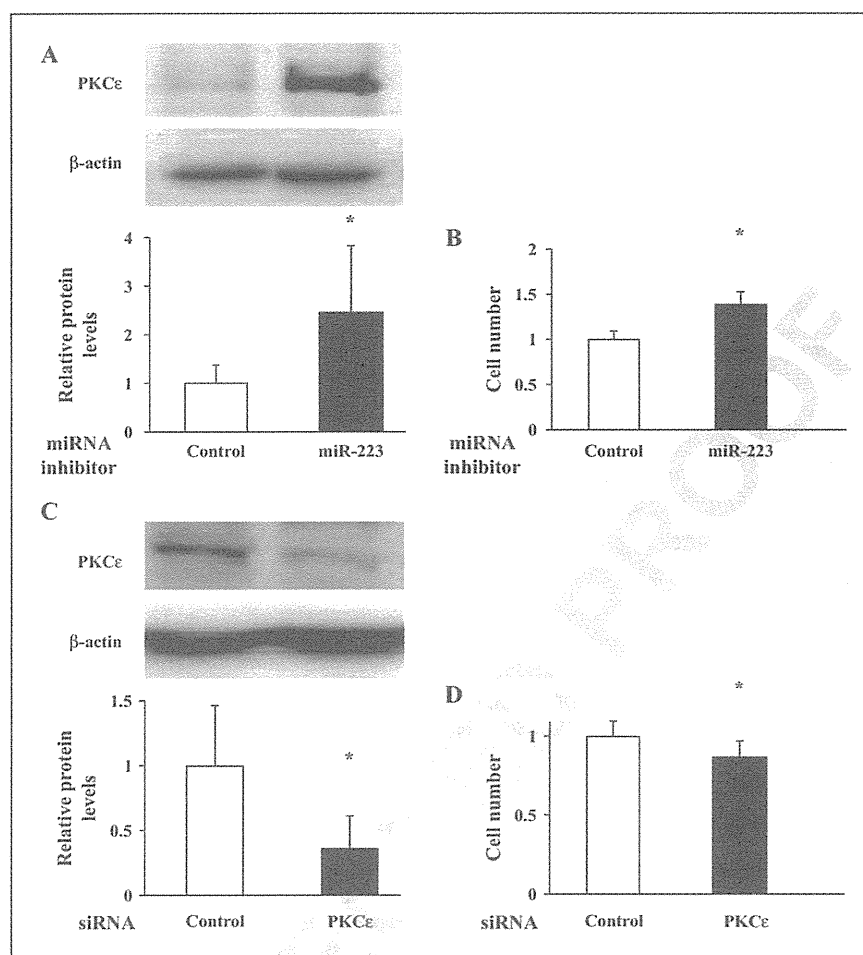 A
PKCε
β-actin
*
4
3
2
1
0
Relative protein
levels
miRNA
inhibitor
Control
miR-223
B
*
2
1.5
1
0.5
0
Cell number
miRNA
inhibitor
Control
miR-223
C
PKCε
β-actin
1.5
1
0.5
0
*
Relative protein
levels
siRNA
Control
PKCε
D
*
1
0.5
0
Cell number
siRNA
Control
PKCε
PROOF